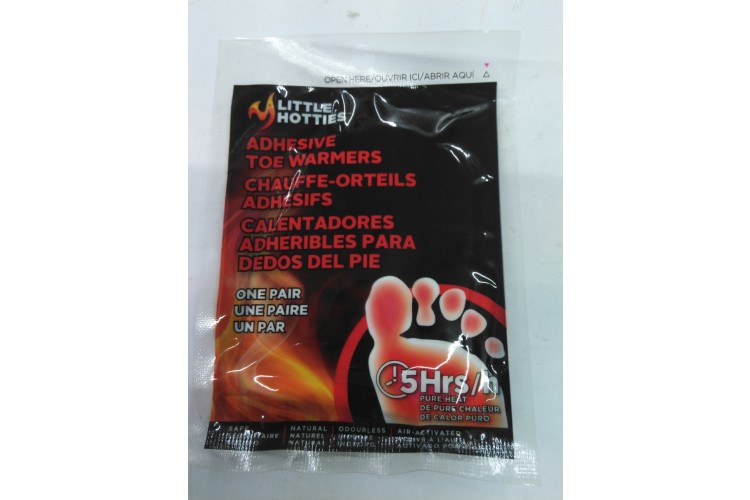 OPEN HERE/OUVRIR ICI/ABRIR AQUÍ
LITTLE
HOTTIES
ADHESIVE
TOE WARMERS
CHAUFFE-ORTEILS
ADHÉSIFS
CALENTADORES
ADHERIBLES PARA
DEDOS DEL PIE
ONE PAIR
UNE PAIRE
UN PAR
5Hrs/h
PURE HEAT
DE PURE CHALEUR
DE CALOR PURO
SAFE
NATURAL
NATUREL
NATURAL
ODOURLESS
AIR-ACTIVATED